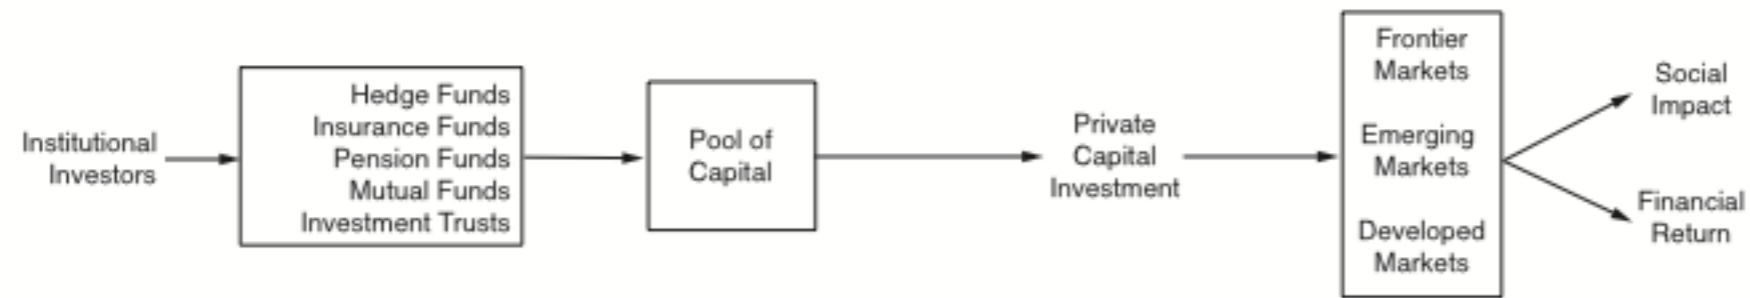 Institutional
Investors
Hedge Funds
Insurance Funds
Pension Funds
Mutual Funds
Investment Trusts
Pool of
Capital
Private
Capital
Investment
Frontier
Markets
Emerging
Markets
Developed
Markets
Social
Impact
Financial
Return